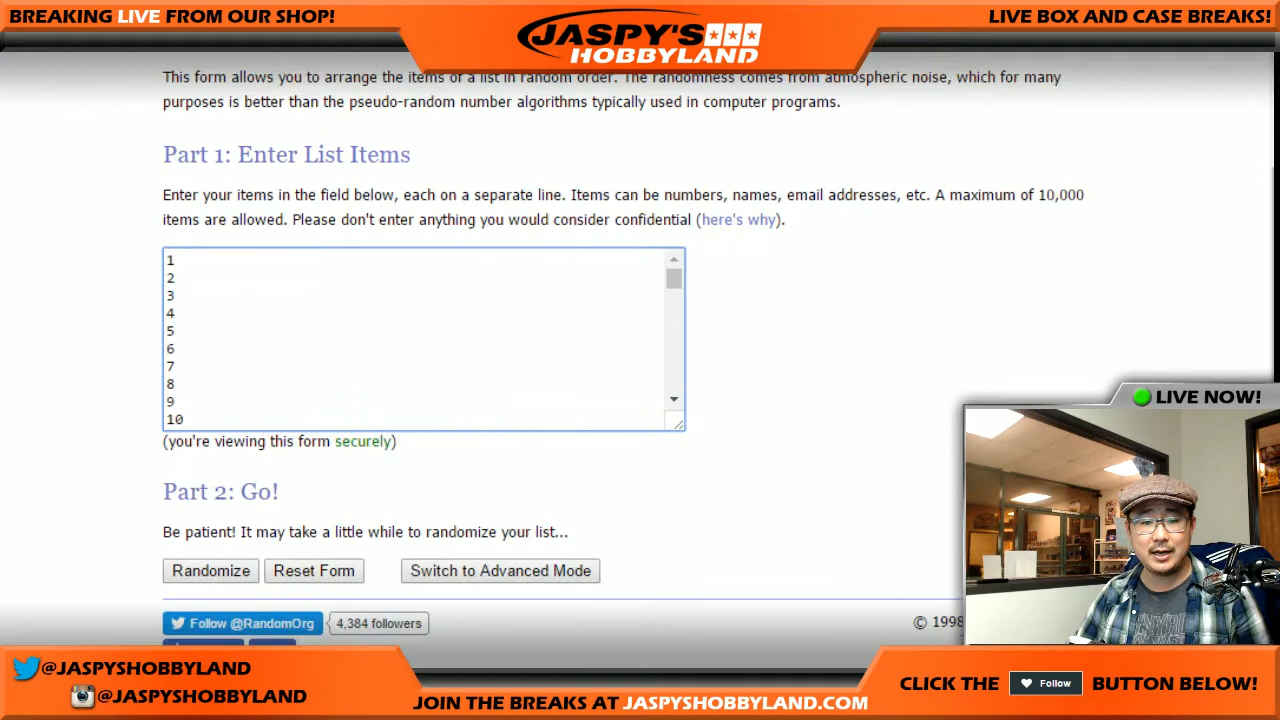 BREAKING LIVE FROM OUR SHOP!
JASPY'S
HOBBYLAND
LIVE BOX AND CASE BREAKS!
This form allows you to arrange the items of a list in random order. The randomness comes from atmospheric noise, which for many
purposes is better than the pseudo-random number algorithms typically used in computer programs.
Part 1: Enter List Items
Enter your items in the field below, each on a separate line. Items can be numbers, names, email addresses, etc. A maximum of 10,000
items are allowed. Please don't enter anything you would consider confidential (here's why).
1
2
3
4
5
6
7
8
9
10
(you're viewing this form securely)
Part 2: Go!
Be patient! It may take a little while to randomize your list...
Randomize Reset Form Switch to Advanced Mode
Follow @RandomOrg 4,384 followers
© 1998
LIVE NOW!
@JASPYSHOBBYLAND
@JASPYSHOBBYLAND
JOIN THE BREAKS AT JASPYSHOBBYLAND.COM
CLICK THE Follow BUTTON BELOW!